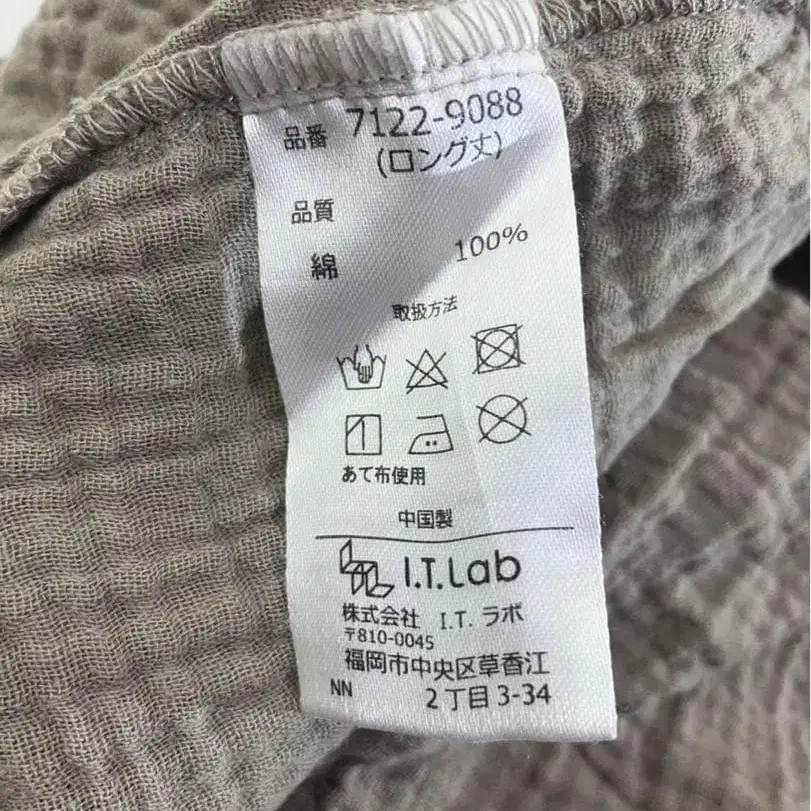 品番 7122-9088
(ロング丈)
品質
綿 100%
取扱方法
あて布使用
中国製
I.T.Lab
株式会社 I.T. ラボ
〒810-0045
福岡市中央区草香江
NN 2丁目3-34